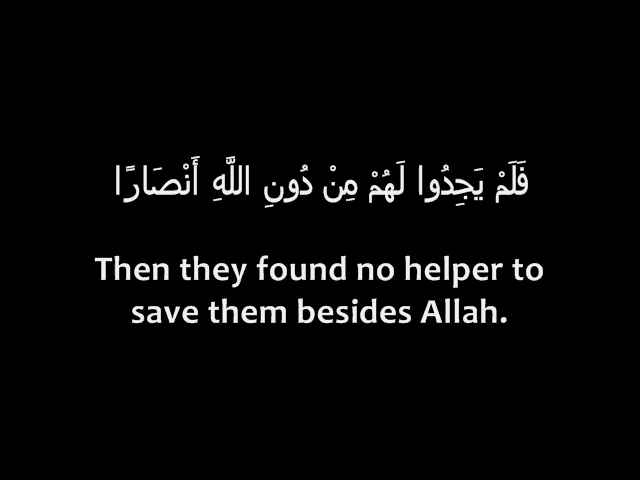 فَلَمْ يَجِدُوا لَهُمْ مِنْ دُونِ اللَّهِ أَنْصَارًا
Then they found no helper to
save them besides Allah.